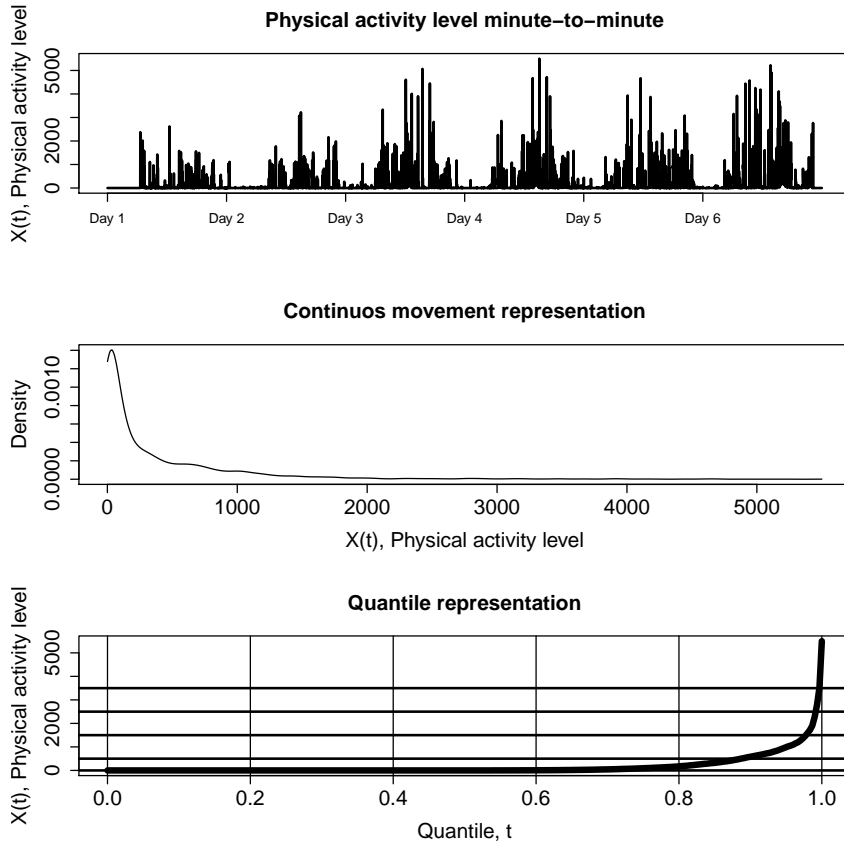 Physical activity level minute−to−minute
X(t), Physical activity level
5000
2000
0
Day 1 Day 2 Day 3 Day 4 Day 5 Day 6
Continuos movement representation
Density
0.0010
0.0000
0 1000 2000 3000 4000 5000
X(t), Physical activity level
Quantile representation
X(t), Physical activity level
5000
2000
0
0.0 0.2 0.4 0.6 0.8 1.0
Quantile, t